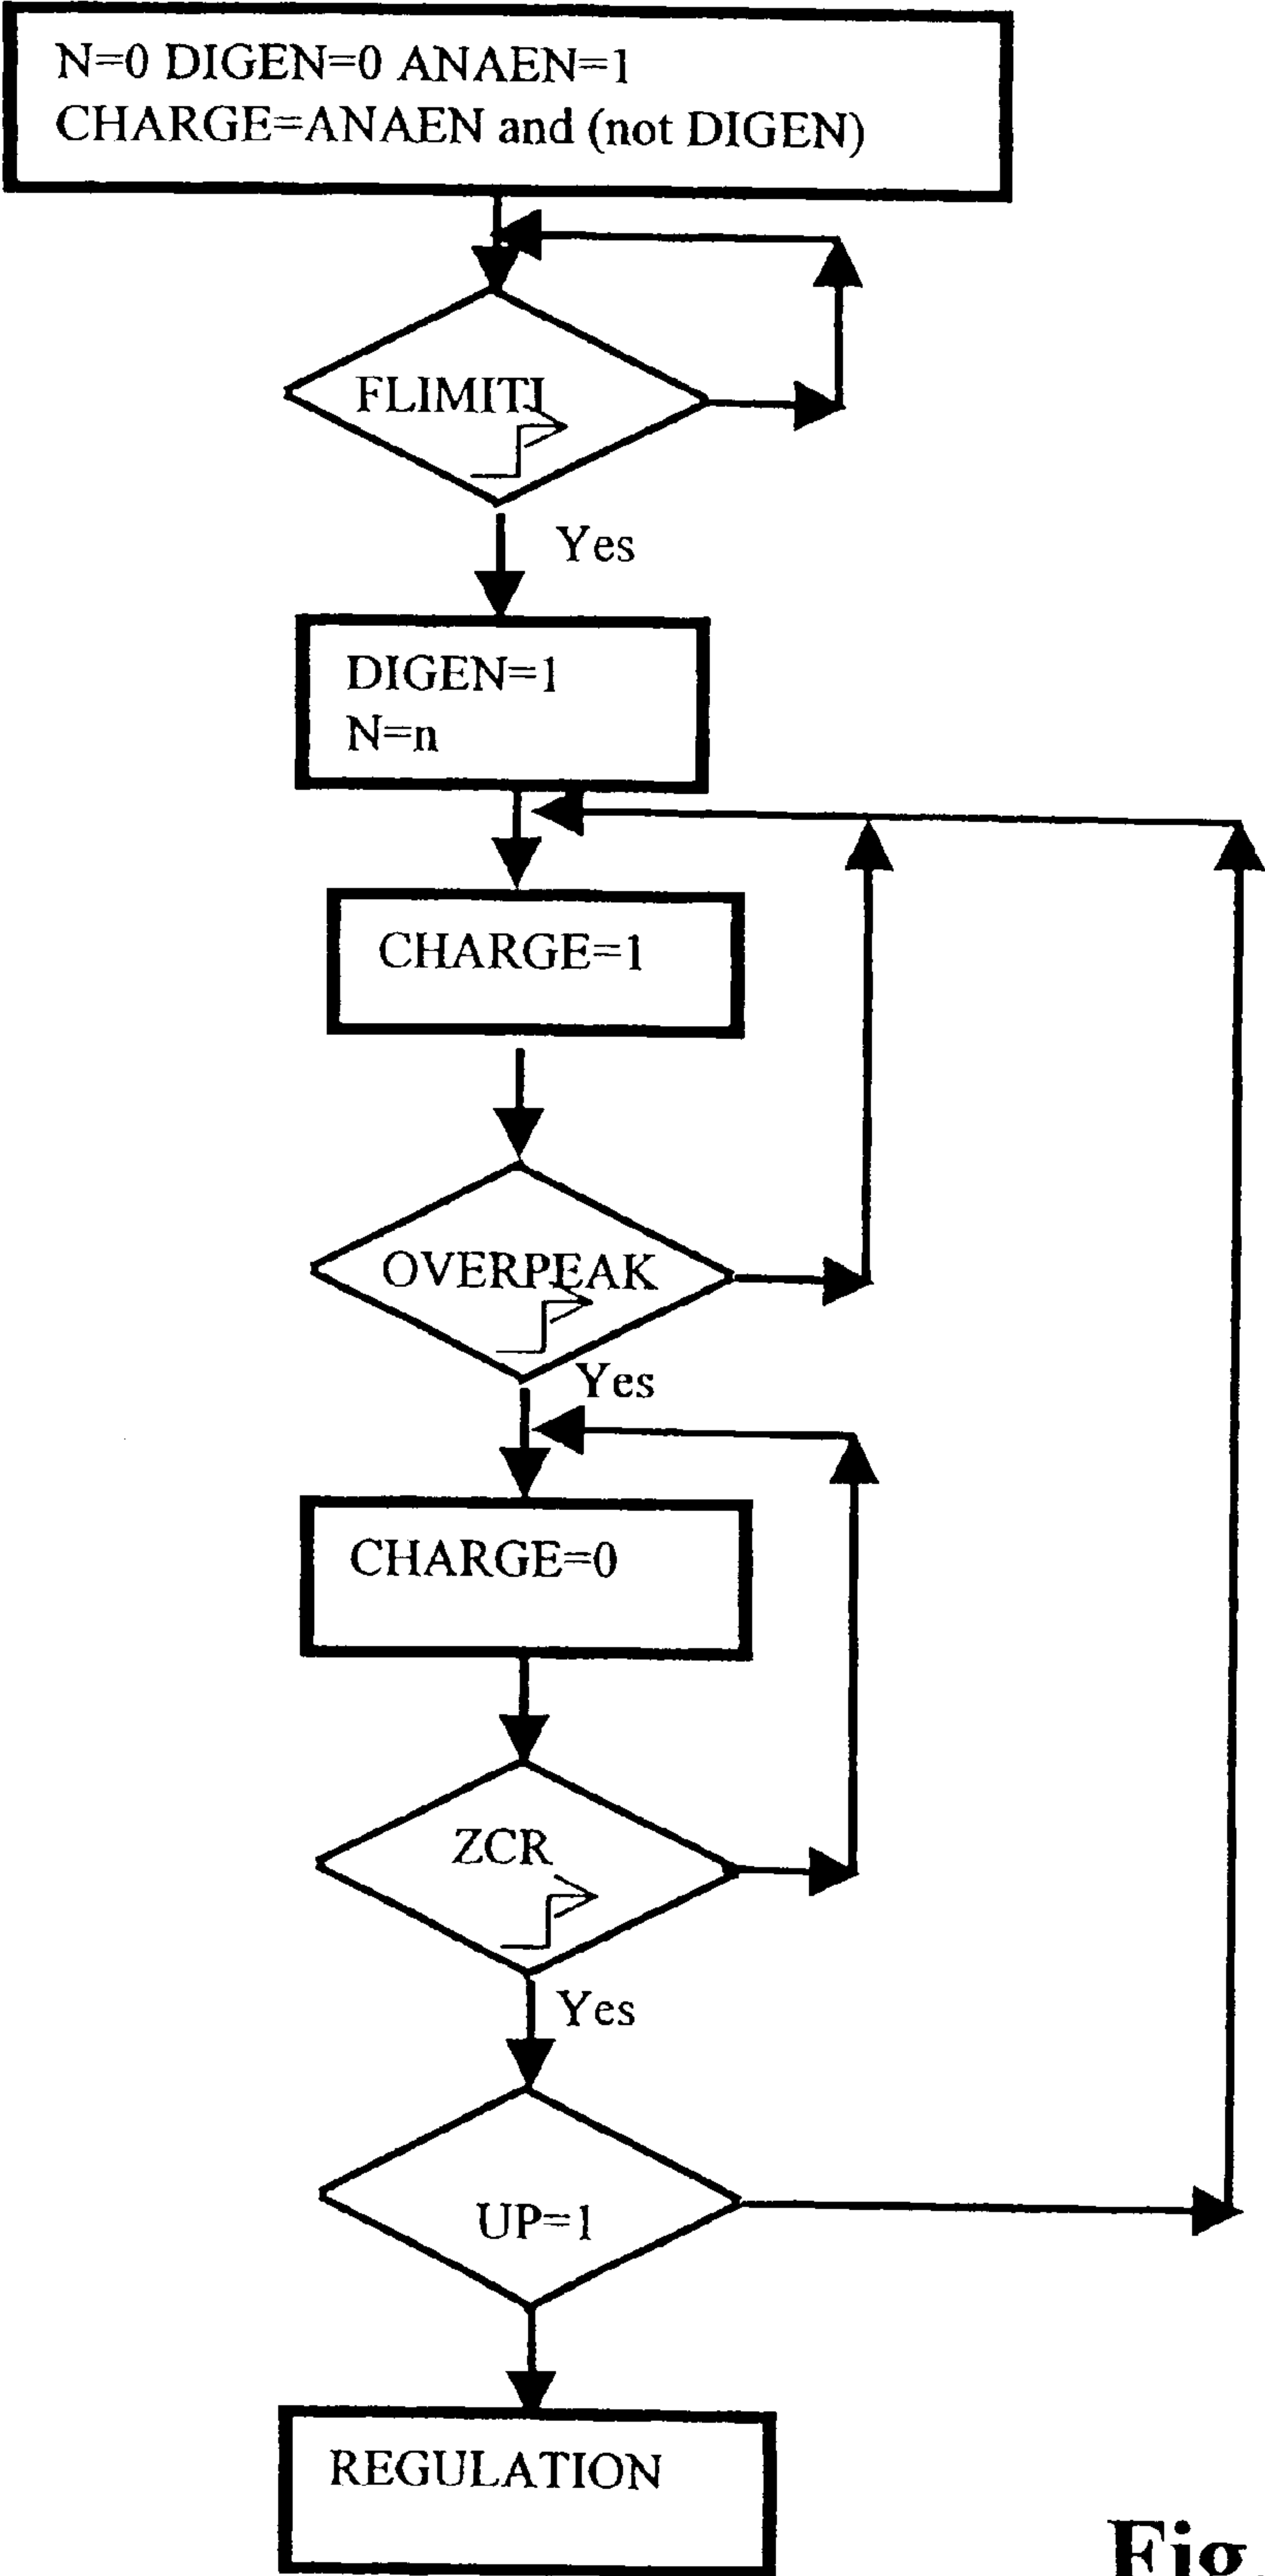 N=0 DIGEN=0 ANAEN=1
CHARGE=ANAEN and (not DIGEN)
FLIMITI
Yes
DIGEN=1
N=n
CHARGE=1
OVERPEAK
Yes
CHARGE=0
ZCR
Yes
UP=1
REGULATION
Fig.